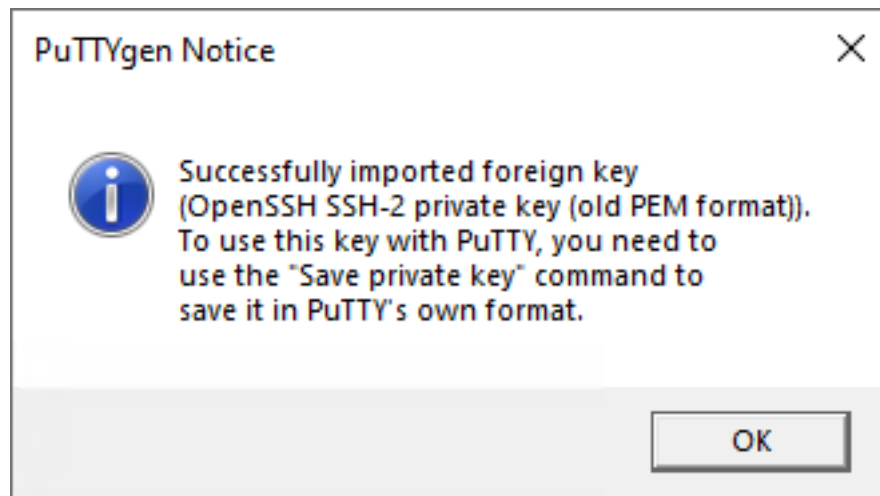 PuTTYgen Notice
Successfully imported foreign key
(OpenSSH SSH-2 private key (old PEM format)).
To use this key with PuTTY, you need to
use the "Save private key" command to
save it in PuTTY's own format.
OK